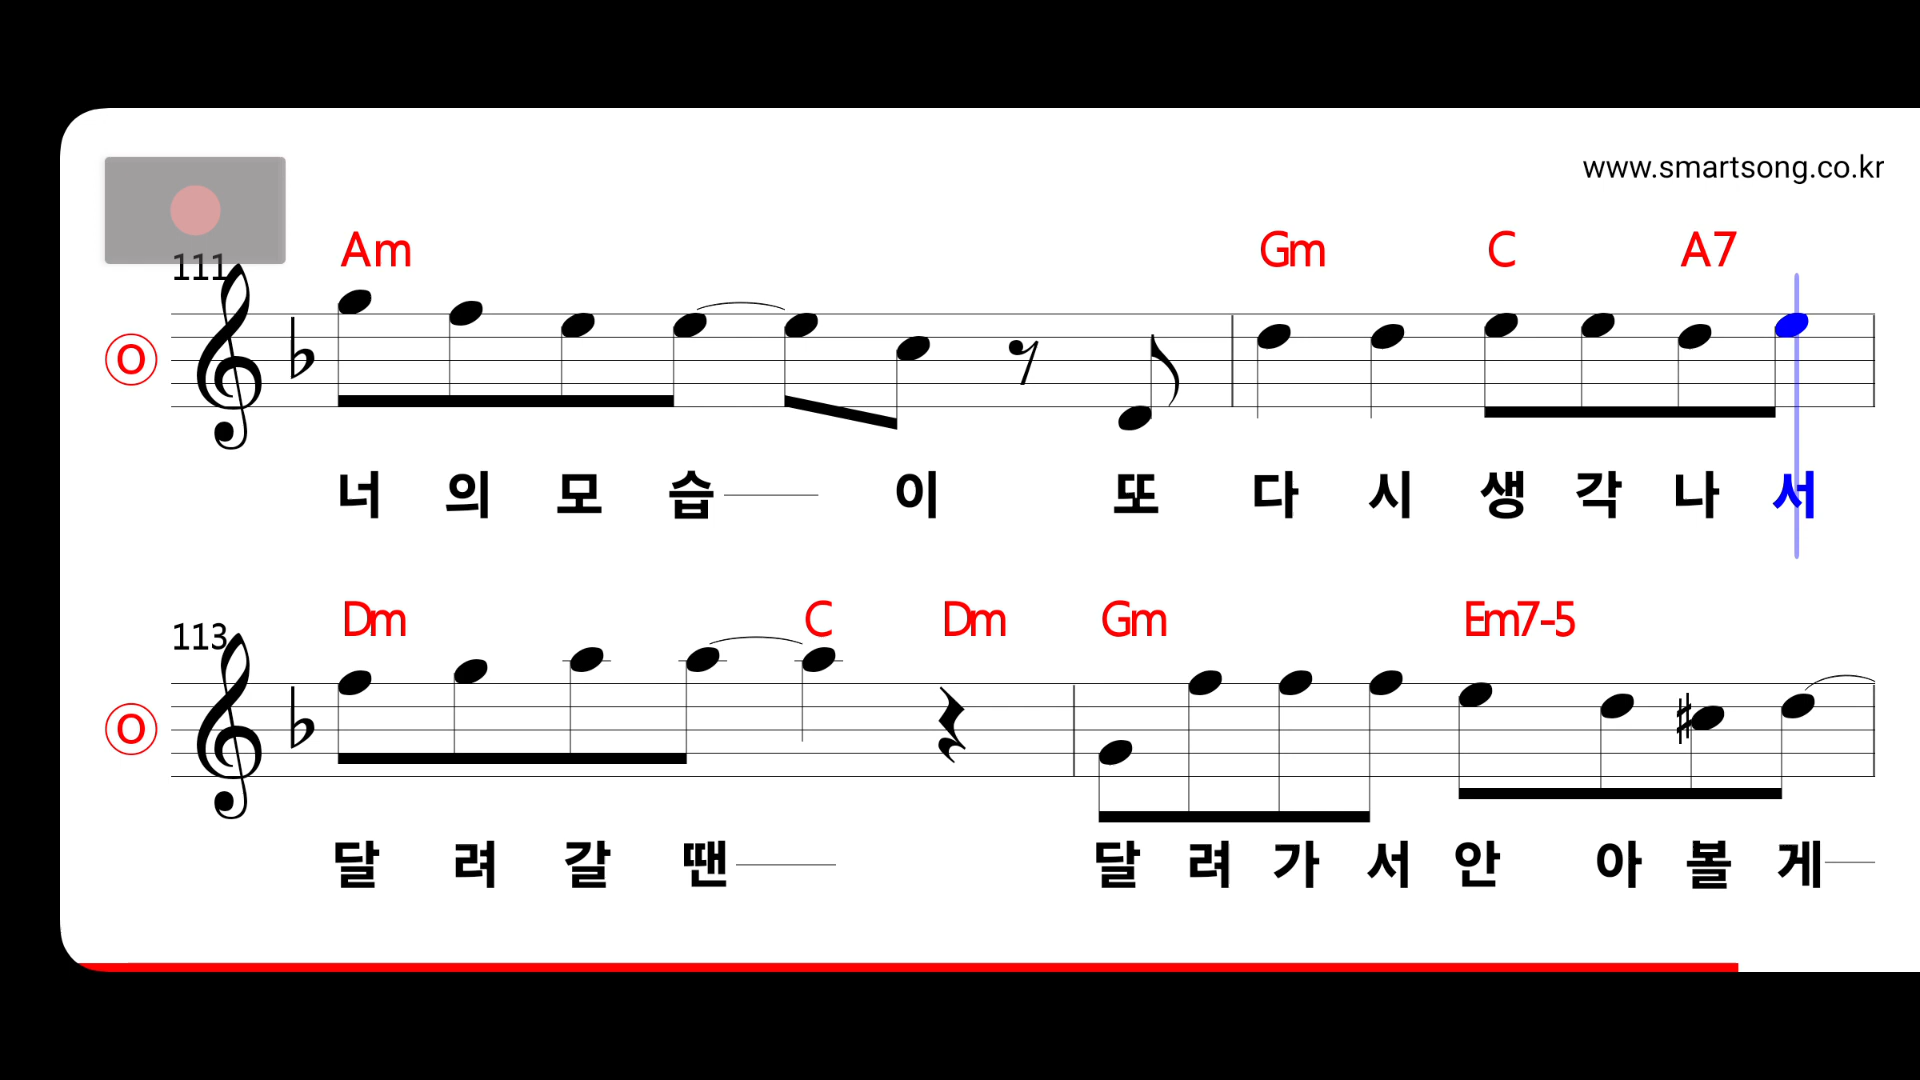 www.smartsong.co.kr
Am Gm C A7
111
O
너의모습 이 또 다시생각나서
Dm C Dm Gm Em7-5
113
O
달려갈땐 달려가서안아볼게